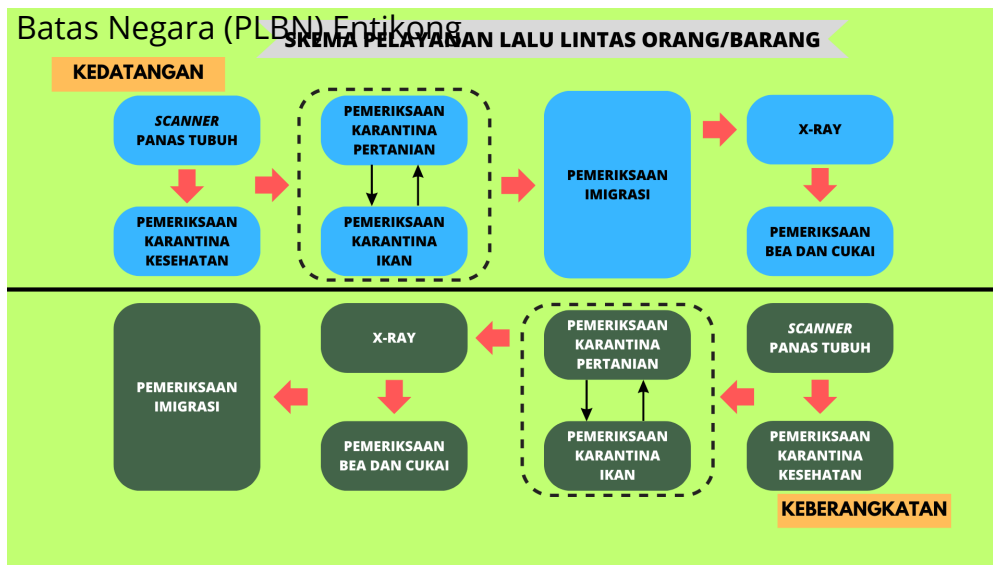 Batas Negara (PLBN) Entikong
SKEMA PELAYANAN LALU LINTAS ORANG/BARANG
KEDATANGAN
SCANNER
PANAS TUBUH
PEMERIKSAAN
KARANTINA
KESEHATAN
PEMERIKSAAN
KARANTINA
PERTANIAN
PEMERIKSAAN
KARANTINA
IKAN
PEMERIKSAAN
IMIGRASI
X-RAY
PEMERIKSAAN
BEA DAN CUKAI
SCANNER
PANAS TUBUH
PEMERIKSAAN
KARANTINA
KESEHATAN
PEMERIKSAAN
KARANTINA
PERTANIAN
PEMERIKSAAN
KARANTINA
IKAN
X-RAY
PEMERIKSAAN
BEA DAN CUKAI
PEMERIKSAAN
IMIGRASI
KEBERANGKATAN